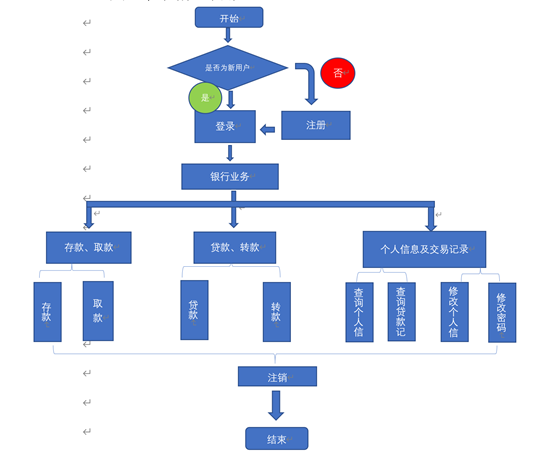 开始
是否为新用户
否
是
登录
注册
银行业务
存款、取款
贷款、转款
个人信息及交易记录
存款
取款
贷款
转款
查询个人信
查询贷款记
修改个人信
修改密码
注销
结束